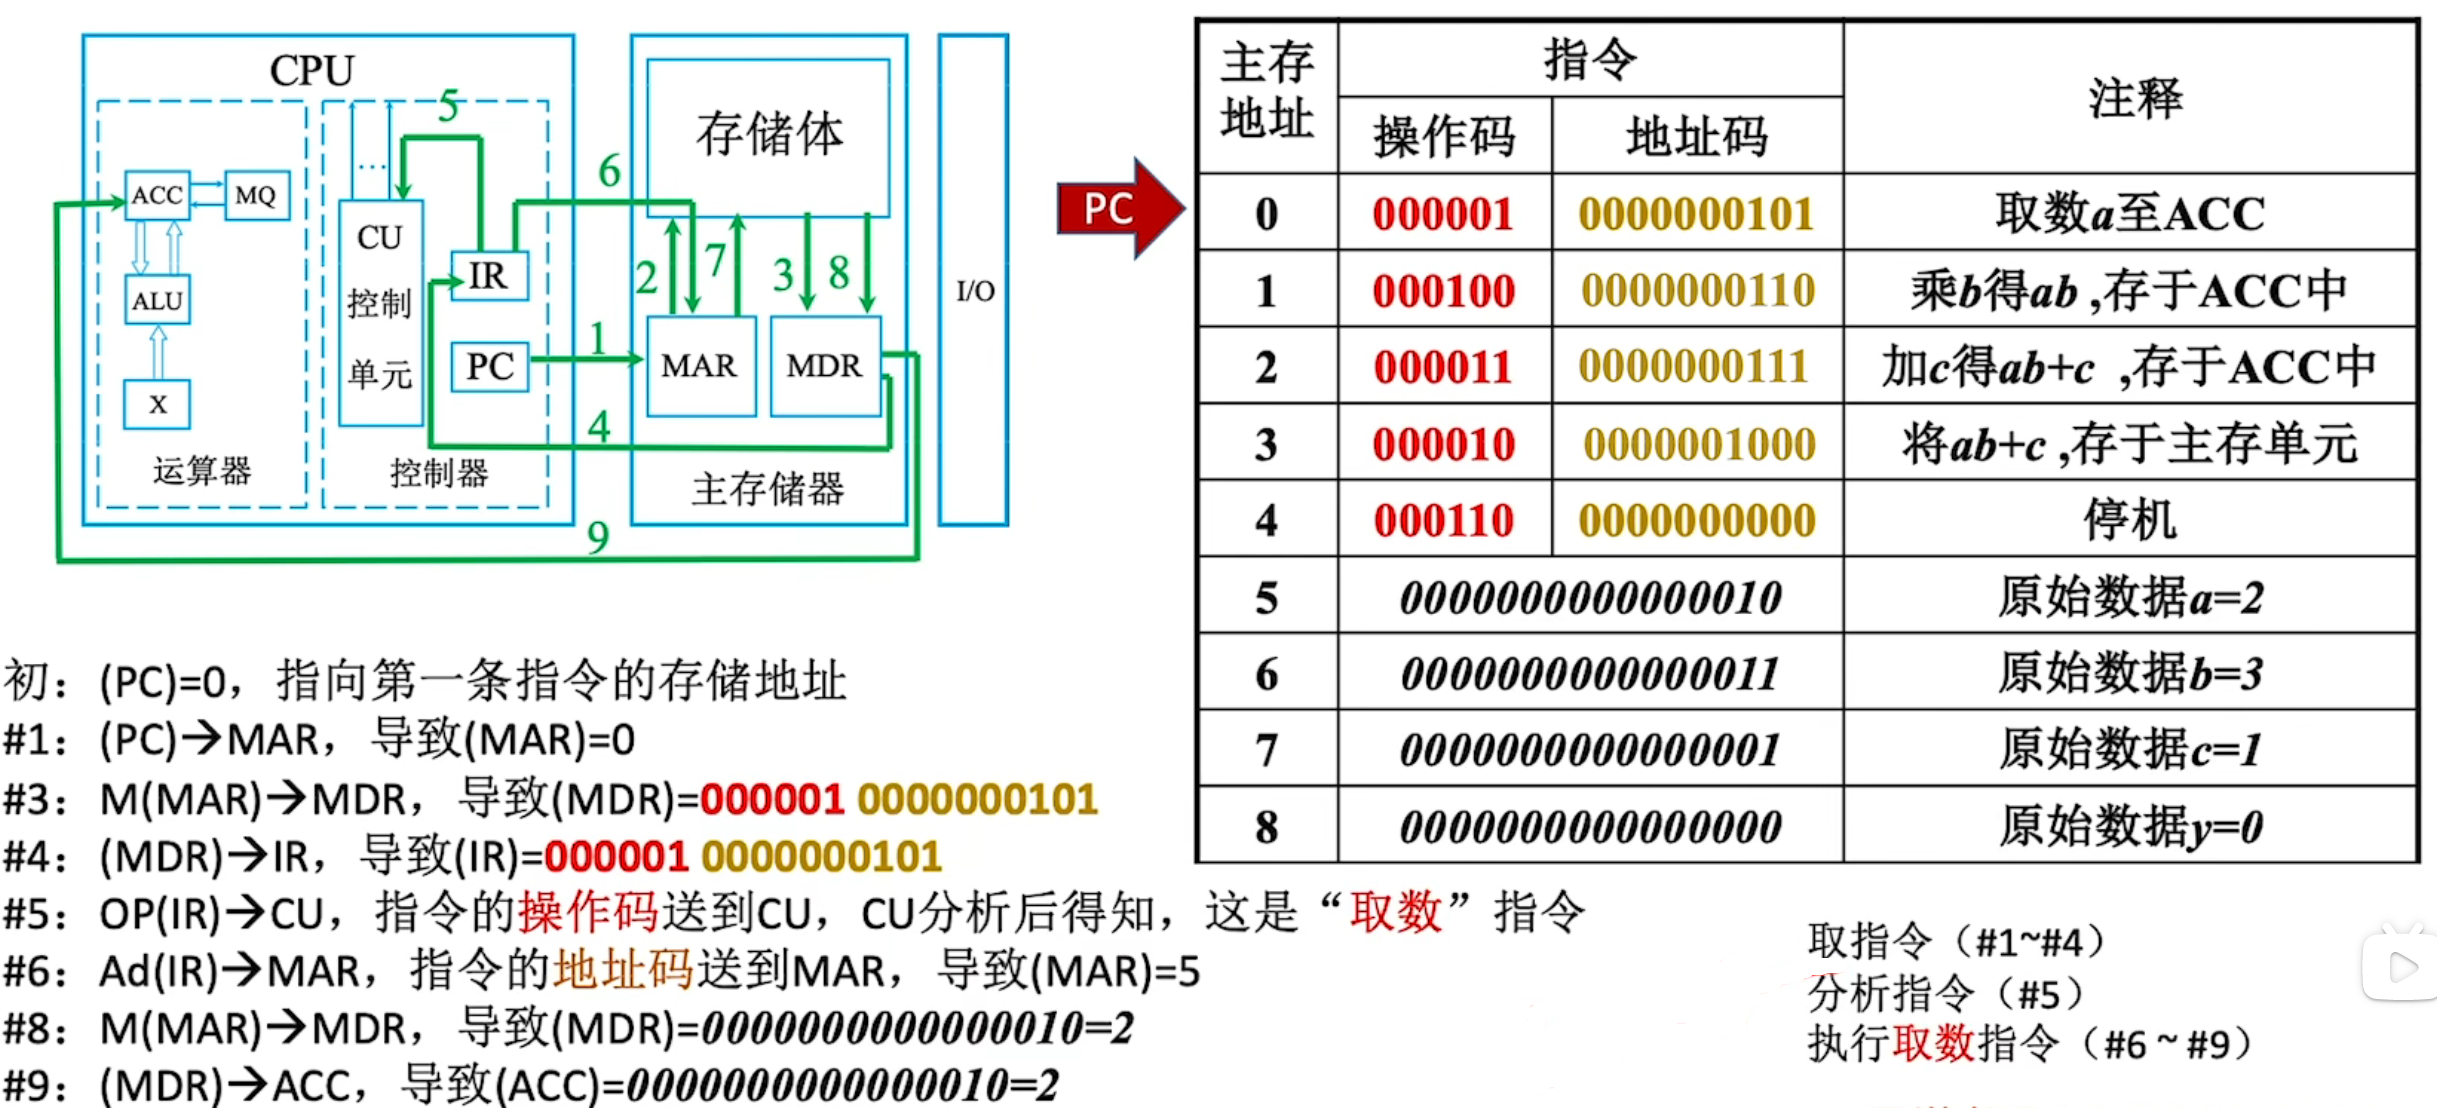 CPU
5
ACC
MQ
…
CU
控制
单元
IR
PC
ALU
X
运算器
控制器
6
1
4
9
存储体
2
7
3
8
MAR
MDR
主存储器
I/O
PC
主存地址 指令 注释
操作码 地址码
0 000001 0000000101 取数a至ACC
1 000100 0000000110 乘b得ab ,存于ACC中
2 000011 0000000111 加c得ab+c ,存于ACC中
3 000010 0000001000 将ab+c ,存于主存单元
4 000110 0000000000 停机
5 0000000000000010 原始数据a=2
6 0000000000000011 原始数据b=3
7 0000000000000001 原始数据c=1
8 0000000000000000 原始数据y=0
初：(PC)=0，指向第一条指令的存储地址
#1：(PC)→MAR，导致(MAR)=0
#3：M(MAR)→MDR，导致(MDR)=000001 0000000101
#4：(MDR)→IR，导致(IR)=000001 0000000101
#5：OP(IR)→CU，指令的操作码送到CU，CU分析后得知，这是“取数”指令
#6：Ad(IR)→MAR，指令的地址码送到MAR，导致(MAR)=5
#8：M(MAR)→MDR，导致(MDR)=0000000000000010=2
#9：(MDR)→ACC，导致(ACC)=0000000000000010=2
取指令（#1~#4）
分析指令（#5）
执行取数指令（#6 ~ #9）